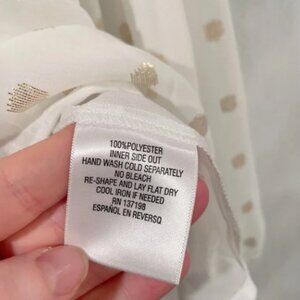 100%POLYESTER
INNER SIDE OUT
HAND WASH COLD SEPARATELY
NO BLEACH
RE-SHAPE AND LAY FLAT DRY
COOL IRON IF NEEDED
RN 137198
ESPAÑOL EN REVERSQ